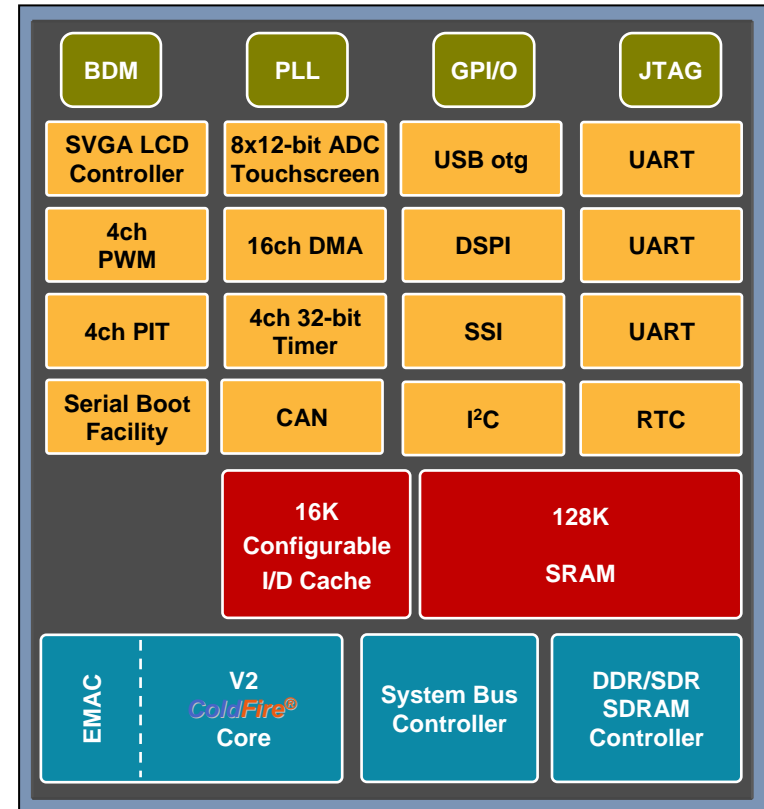 BDM
PLL
GPI/O
JTAG
SVGA LCD
Controller
8x12-bit ADC
Touchscreen
USB otg
UART
4ch
PWM
16ch DMA
DSPI
UART
4ch PIT
4ch 32-bit
Timer
SSI
UART
Serial Boot
Facility
CAN
I²C
RTC
16K
Configurable
I/D Cache
128K
SRAM
EMAC
V2
ColdFire®
Core
System Bus
Controller
DDR/SDR
SDRAM
Controller